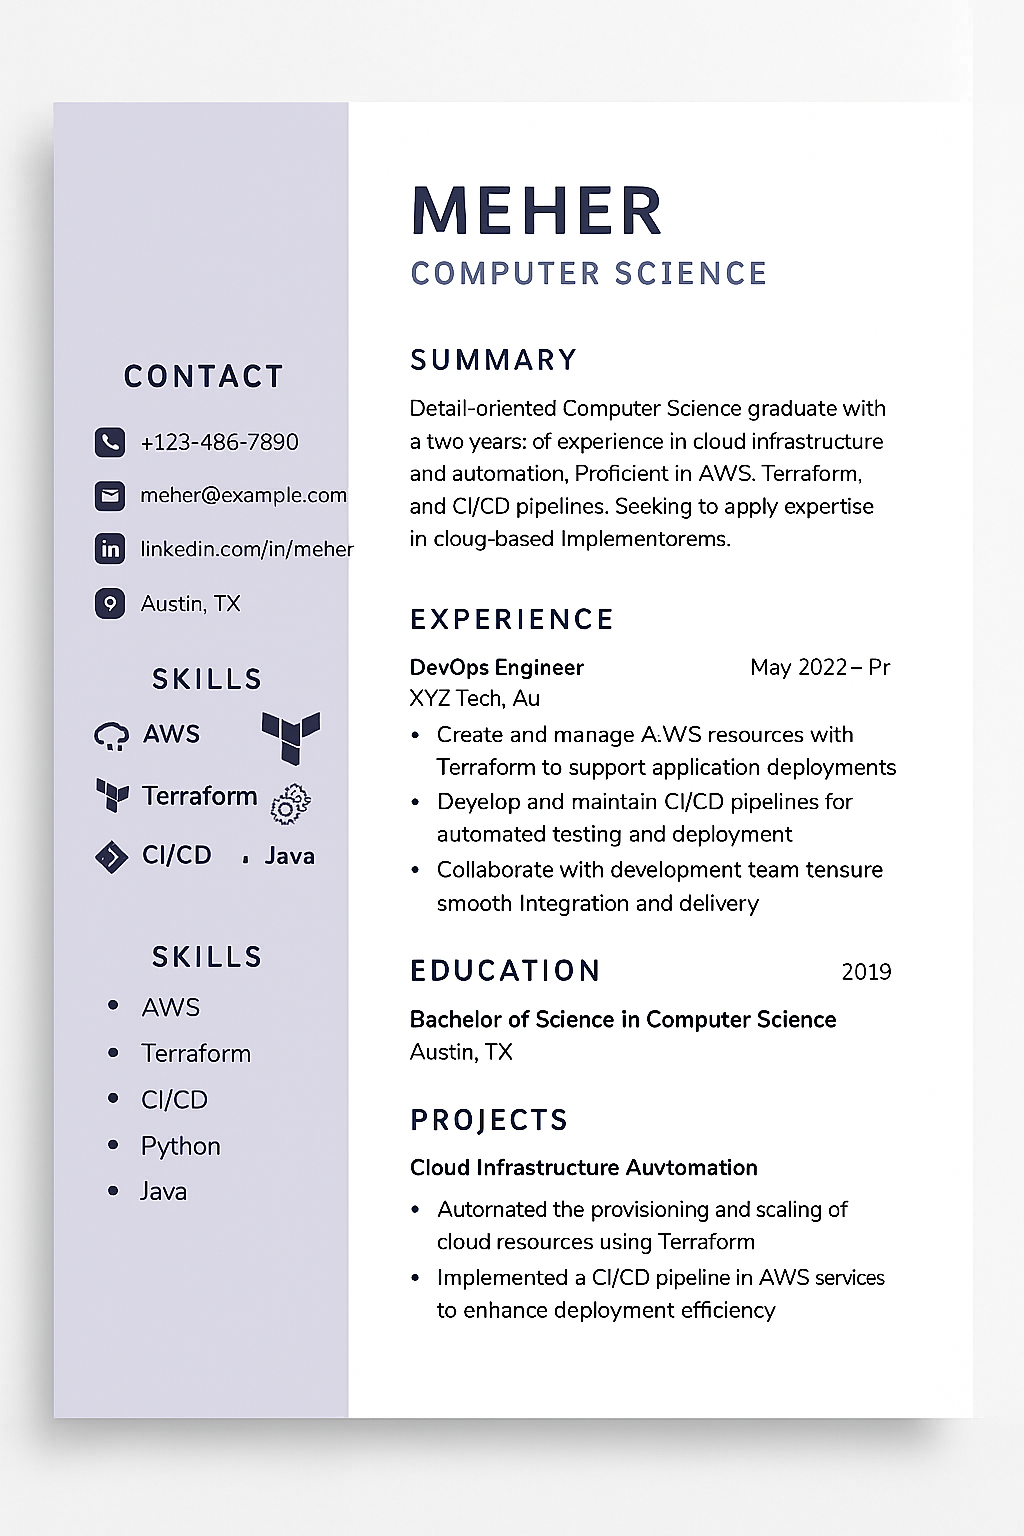 MEHER
COMPUTER SCIENCE
CONTACT
+123-486-7890
meher@example.com
linkedin.com/in/meher
Austin, TX
SKILLS
AWS
Terraform
CI/CD
Java
SKILLS
• AWS
• Terraform
• CI/CD
• Python
• Java
SUMMARY
Detail-oriented Computer Science graduate with
a two years: of experience in cloud infrastructure
and automation, Proficient in AWS. Terraform,
and CI/CD pipelines. Seeking to apply expertise
in cloug-based Implementorems.
EXPERIENCE
DevOps Engineer May 2022 – Pr
XYZ Tech, Au
• Create and manage A.WS resources with
Terraform to support application deployments
• Deyelop and maintain CI/CD pipelines for
automated testing and deployment
• Collaborate with development team tensure
smooth Integration and delivery
EDUCATION 2019
Bachelor of Science in Computer Science
Austin, TX
PROJECTS
Cloud Infrastructure Auvtomation
• Autornated the provisioning and scaling of
cloud resources using Terraform
• Implemented a CI/CD pipeline in AWS services
to enhance deployment efficiency